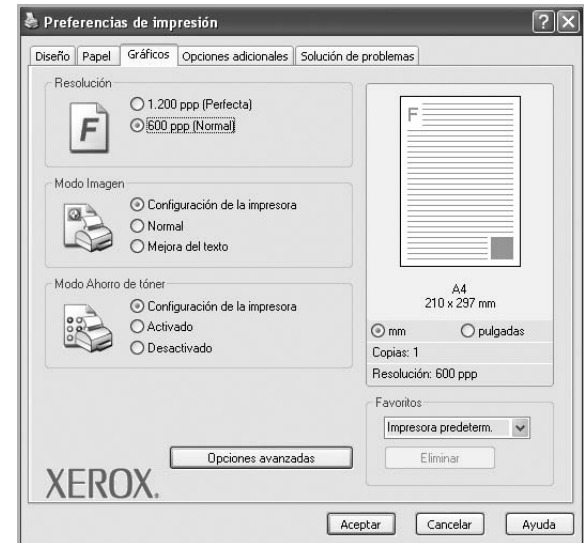 Preferencias de impresión
Diseño Papel Gráficos Opciones adicionales Solución de problemas
Resolución
F
1.200 ppp (Perfecta)
600 ppp (Normal)
Modo Imagen
Configuración de la impresora
Normal
Mejora del texto
Modo Ahorro de tóner
Configuración de la impresora
Activado
Desactivado
Opciones avanzadas
XEROX.
F
A4
210 x 297 mm
mm pulgadas
Copias: 1
Resolución: 600 ppp
Favoritos
Impresora predeterm.
Eliminar
Aceptar Cancelar Ayuda